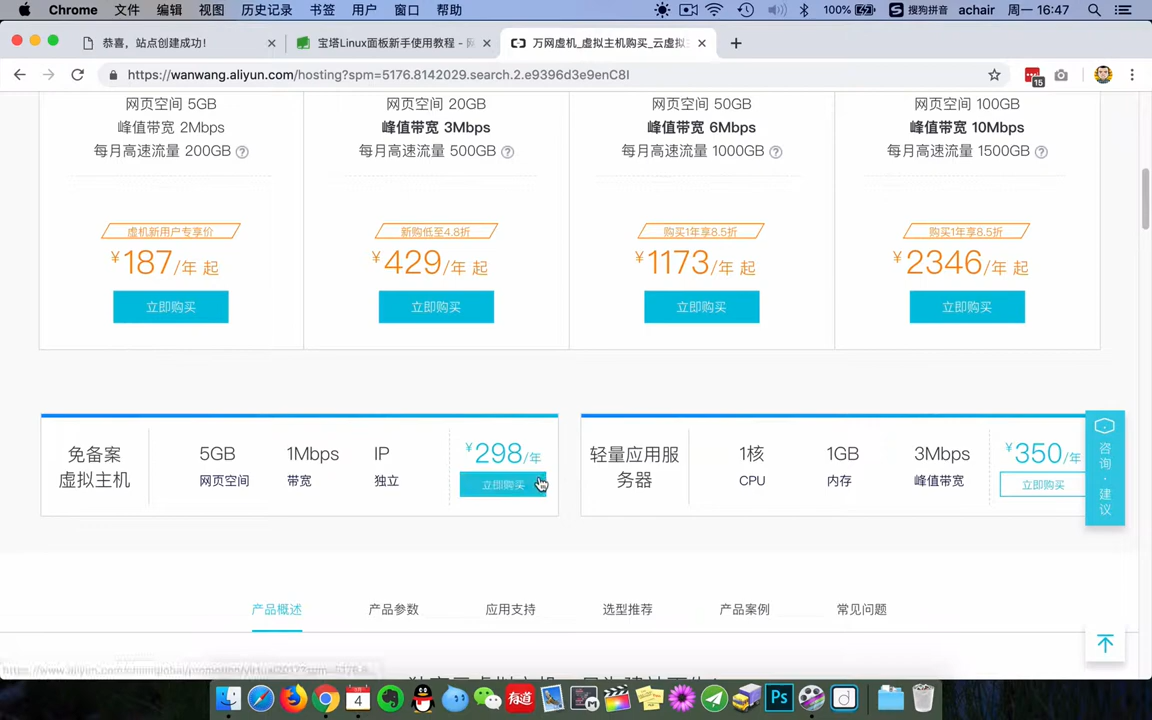 Chrome 文件 编辑 视图 历史记录 书签 用户 窗口 帮助 100% 搜狗拼音 achair 周一 16:47
恭喜，站点创建成功！ 宝塔Linux面板新手使用教程 - 万网虚机_虚拟主机购买_云虚拟
https://wanwang.aliyun.com/hosting?spm=5176.8142029.search.2.e9396d3e9enC8I 15
网页空间 5GB 网页空间 20GB 网页空间 50GB 网页空间 100GB
峰值带宽 2Mbps 峰值带宽 3Mbps 峰值带宽 6Mbps 峰值带宽 10Mbps
每月高速流量 200GB ? 每月高速流量 500GB ? 每月高速流量 1000GB ? 每月高速流量 1500GB ?
虚机新用户专享价 新购低至4.8折 购买1年享8.5折 购买1年享8.5折
¥187/年 起 ¥429/年 起 ¥1173/年 起 ¥2346/年 起
立即购买 立即购买 立即购买 立即购买
免备案
虚拟主机
5GB 1Mbps IP
网页空间 带宽 独立
¥298/年
立即购买
轻量应用服
务器
1核 1GB 3Mbps
CPU 内存 峰值带宽
¥350/年
立即购买
咨询·建议
产品概述 产品参数 应用支持 选型推荐 产品案例 常见问题
4 有道 Ps d